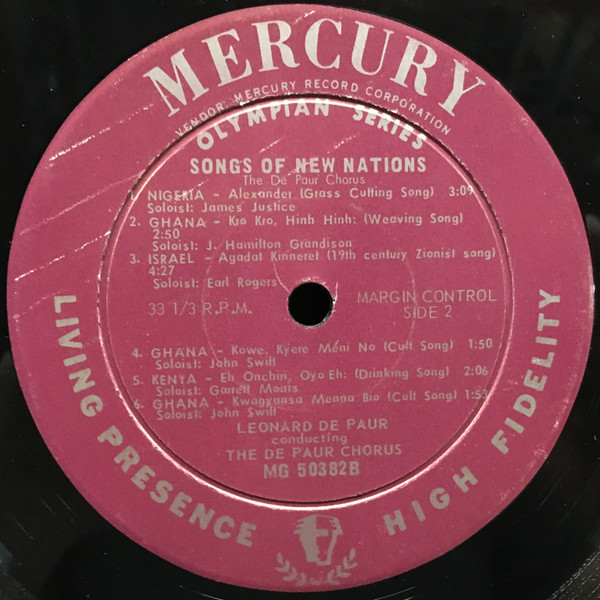 MERCURY
VENDOR: MERCURY RECORD CORPORATION
OLYMPIAN SERIES
SONGS OF NEW NATIONS
The De Paur Chorus
1. NIGERIA - Alexander (Grass Cutting Song) 3:09
Soloist: James Justice
2. GHANA - Kro Kro, Hinh Hinh: (Weaving Song)
2:50
Soloist: J. Hamilton Grandison
3. ISRAEL - Agadat Kinneret (19th century Zionist song)
4:27
Soloist: Earl Rogers
33 1/3 R.P.M.
MARGIN CONTROL
SIDE 2
4. GHANA - Kowe, Kyere Meni No (Cult Song) 1:50
Soloist: John Swift
5. KENYA - Eh Onchiri, Oyo Eh: (Drinking Song) 2:06
Soloist: Garrett Morris
6. GHANA - Kwagyansa Menna Bio (Cult Song) 1:53
Soloist: John Swift
LEONARD DE PAUR
conducting
THE DE PAUR CHORUS
MG 50382B
LIVING PRESENCE
HIGH FIDELITY